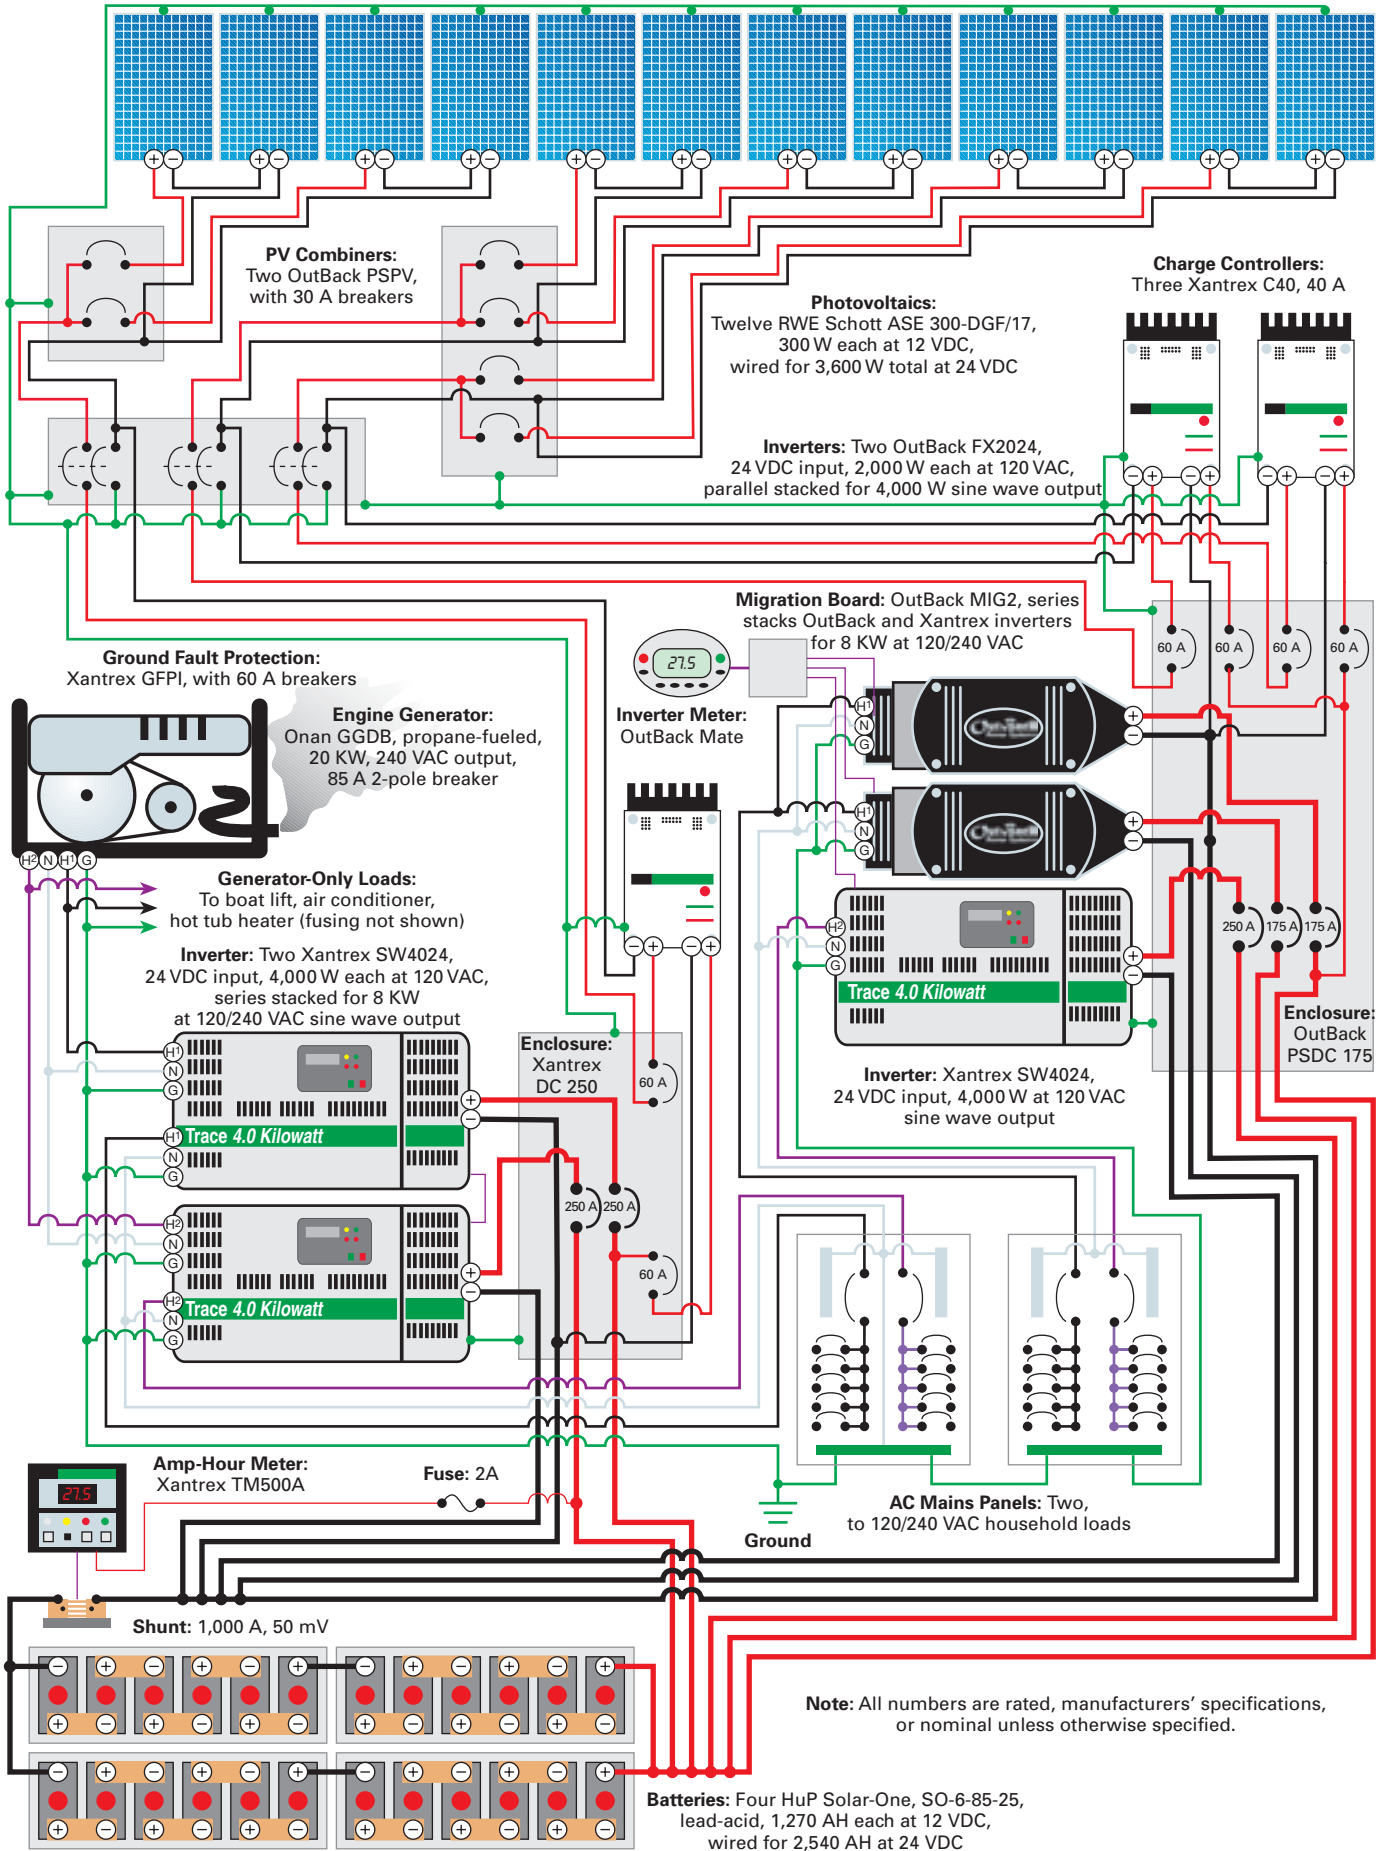 PV Combiners:
Two OutBack PSPV,
with 30 A breakers
Photovoltaics:
Twelve RWE Schott ASE 300-DGF/17,
300 W each at 12 VDC,
wired for 3,600 W total at 24 VDC
Charge Controllers:
Three Xantrex C40, 40 A
Inverters: Two OutBack FX2024,
24 VDC input, 2,000 W each at 120 VAC,
parallel stacked for 4,000 W sine wave output
− + − +
− + − +
Migration Board: OutBack MIG2, series
stacks OutBack and Xantrex inverters
for 8 KW at 120/240 VAC
60 A
60 A
60 A
60 A
27.5
Inverter Meter:
OutBack Mate
Ground Fault Protection:
Xantrex GFPI, with 60 A breakers
Engine Generator:
Onan GGDB, propane-fueled,
20 KW, 240 VAC output,
85 A 2-pole breaker
H2 N H1 G
Generator-Only Loads:
To boat lift, air conditioner,
hot tub heater (fusing not shown)
H1
N
G
H1
N
G
H2
N
G
Trace 4.0 Kilowatt
250 A
175 A
175 A
Enclosure:
OutBack
PSDC 175
Inverter: Xantrex SW4024,
24 VDC input, 4,000 W at 120 VAC
sine wave output
Inverter: Two Xantrex SW4024,
24 VDC input, 4,000 W each at 120 VAC,
series stacked for 8 KW
at 120/240 VAC sine wave output
H1
N
G
H1
N
G
Trace 4.0 Kilowatt
H2
N
G
H2
N
G
Trace 4.0 Kilowatt
Enclosure:
Xantrex
DC 250
60 A
250 A
250 A
60 A
Amp-Hour Meter:
Xantrex TM500A
27.5
Fuse: 2A
Ground
AC Mains Panels: Two,
to 120/240 VAC household loads
Shunt: 1,000 A, 50 mV
Note: All numbers are rated, manufacturers' specifications,
or nominal unless otherwise specified.
Batteries: Four HuP Solar-One, SO-6-85-25,
lead-acid, 1,270 AH each at 12 VDC,
wired for 2,540 AH at 24 VDC